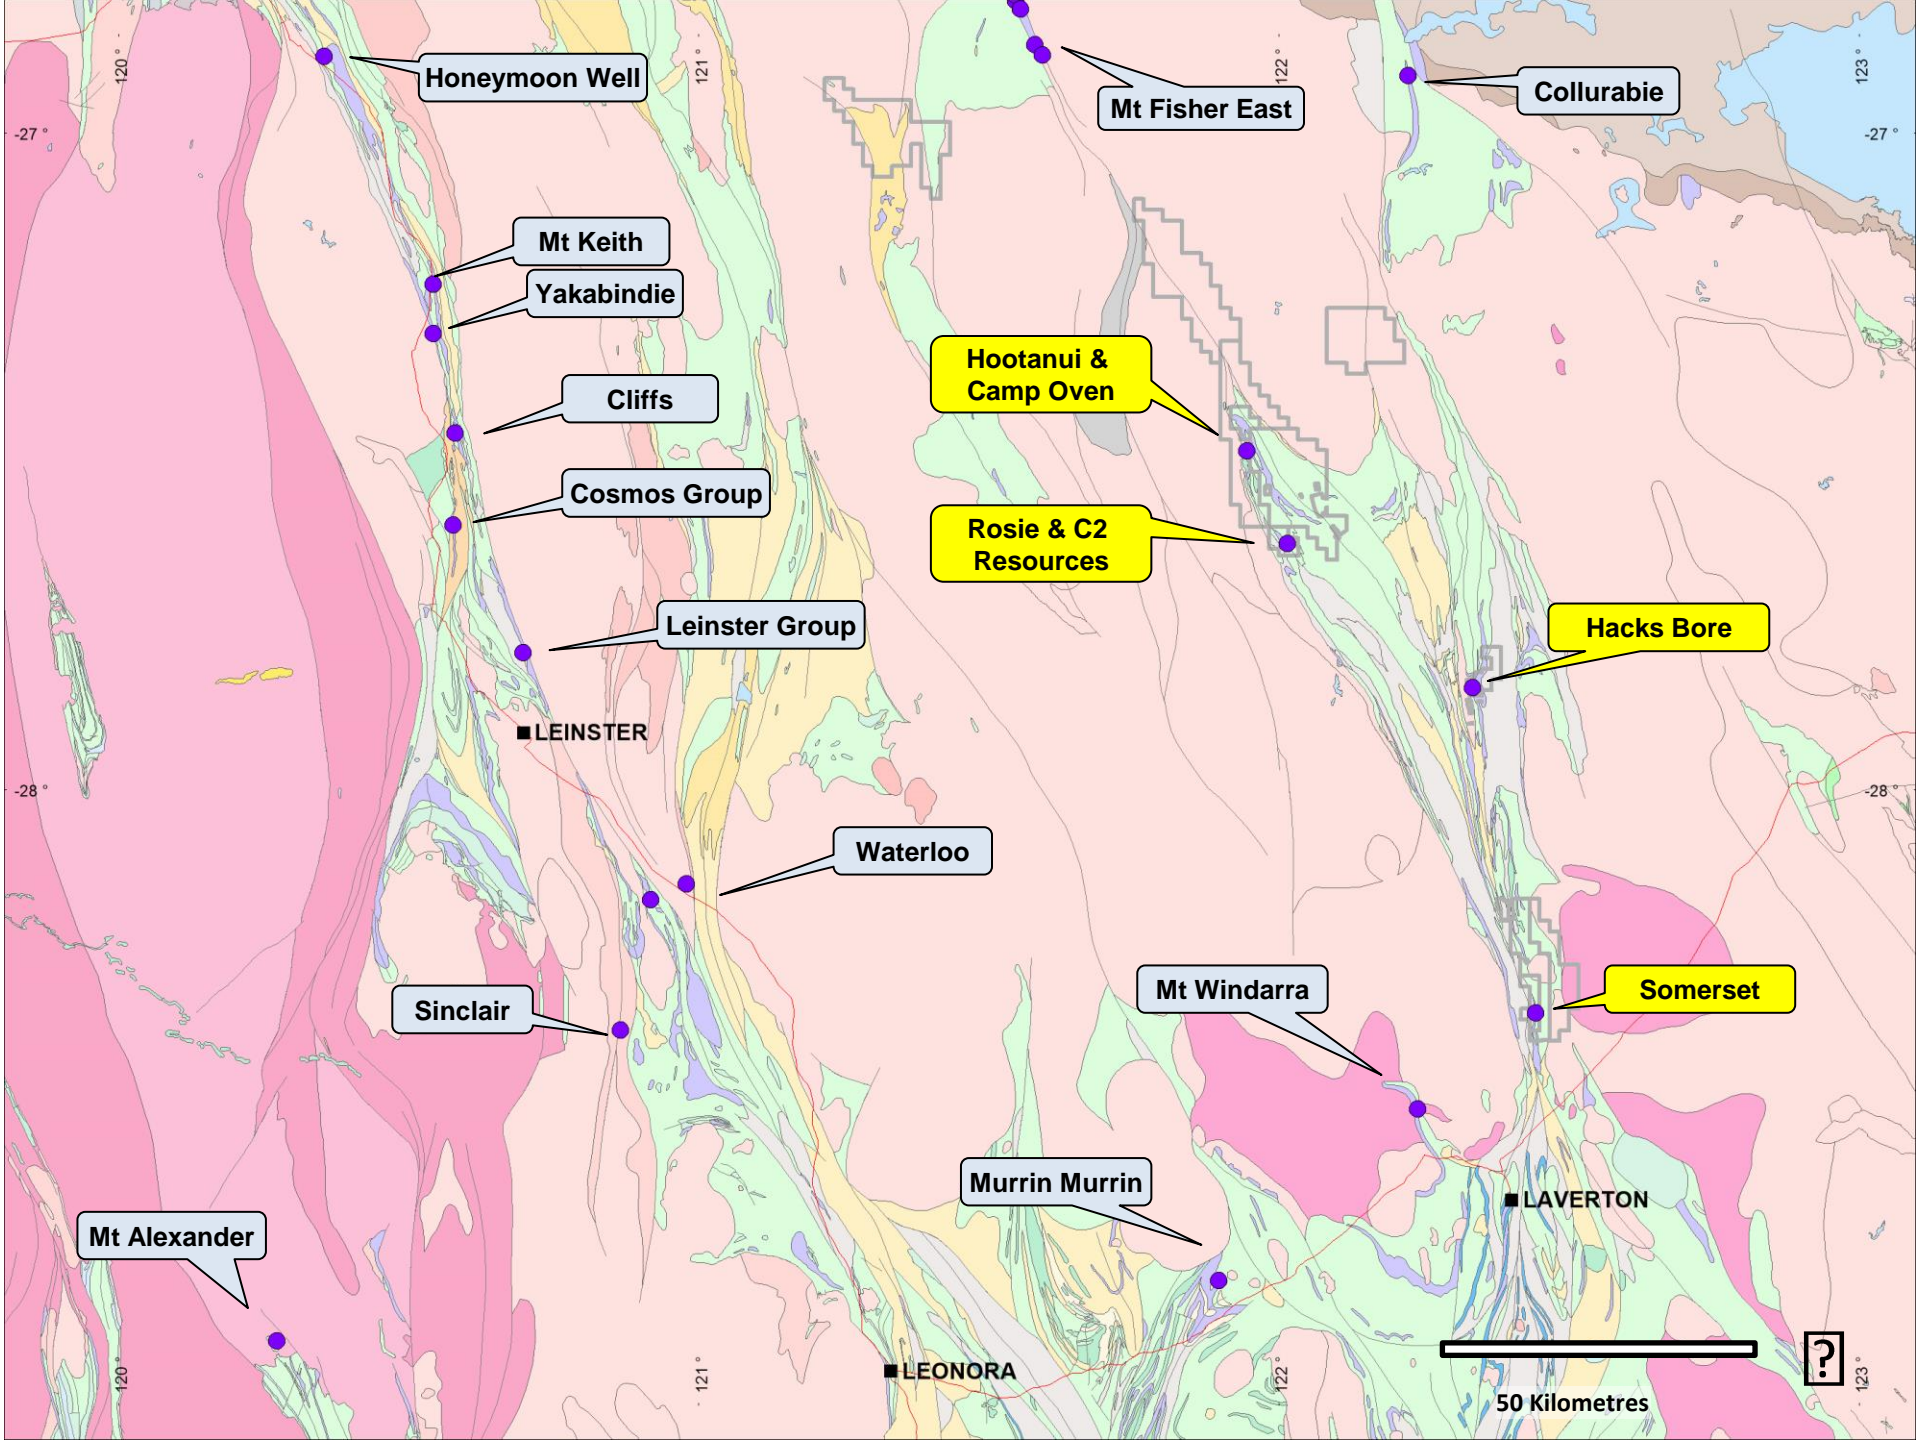 120 °
121 °
122 °
123 °
Honeymoon Well
Mt Fisher East
Collurabie
-27 °
-27 °
Mt Keith
Yakabindie
Hootanui &
Camp Oven
Cliffs
Cosmos Group
Rosie & C2
Resources
Leinster Group
Hacks Bore
LEINSTER
-28 °
-28 °
Waterloo
Mt Windarra
Somerset
Sinclair
Murrin Murrin
LAVERTON
Mt Alexander
LEONORA
?
50 Kilometres
120 °
121 °
122 °
123 °